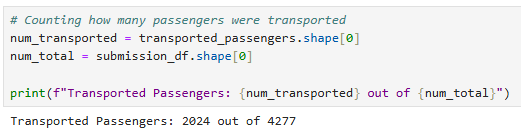 # Counting how many passengers were transported
num_transported = transported_passengers.shape[0]
num_total = submission_df.shape[0]
print(f"Transported Passengers: {num_transported} out of {num_total}")
Transported Passengers: 2024 out of 4277